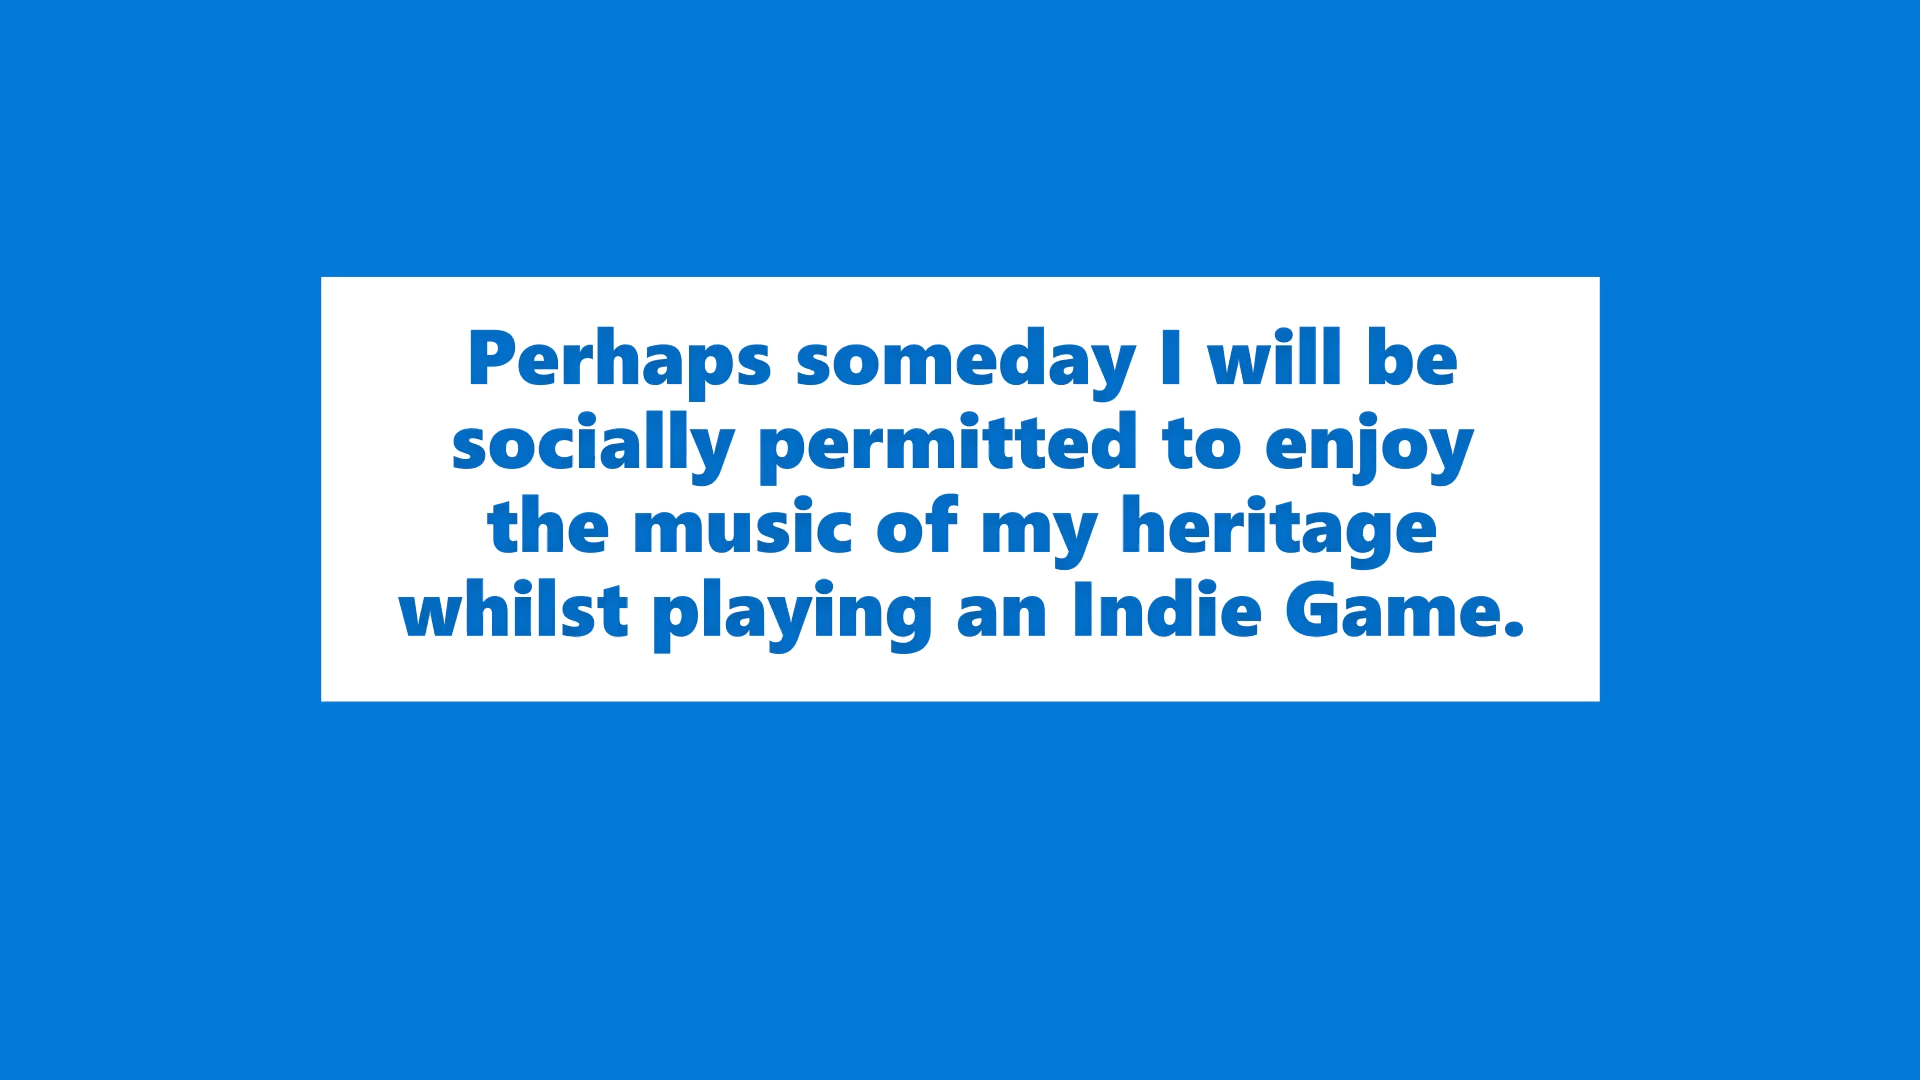 Perhaps someday I will be
socially permitted to enjoy
the music of my heritage
whilst playing an Indie Game.